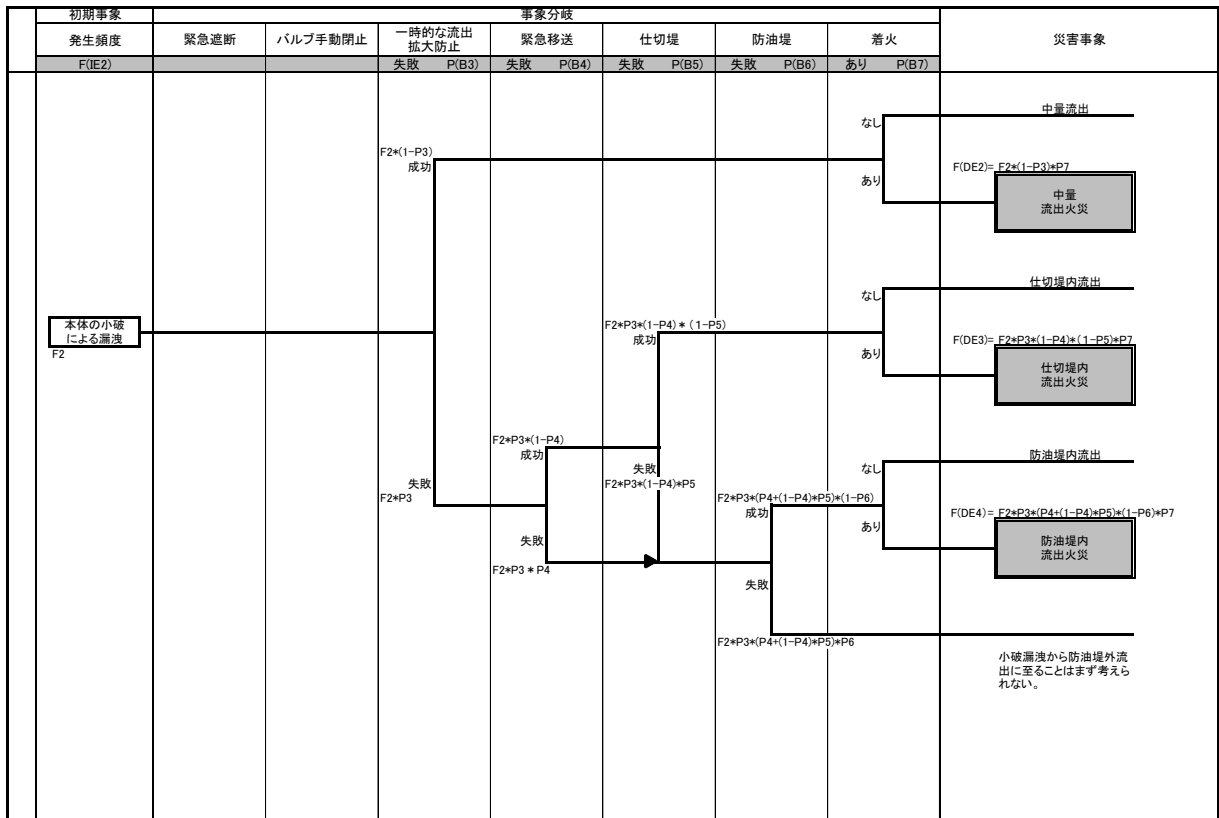 初期事象
事象分岐
発生頻度
緊急遮断
バルブ手動閉止
一時的な流出
拡大防止
緊急移送
仕切堤
防油堤
着火
災害事象
F(IE2)
失敗 P(B3)
失敗 P(B4)
失敗 P(B5)
失敗 P(B6)
あり P(B7)
中量流出
なし
F2*(1-P3)
成功
F(DE2)= F2*(1-P3)*P7
あり
中量
流出火災
仕切堤内流出
なし
本体の小破
による漏洩
F2
F2*P3*(1-P4)*(1-P5)
成功
F(DE3)= F2*P3*(1-P4)*(1-P5)*P7
あり
仕切堤内
流出火災
F2*P3*(1-P4)
成功
防油堤内流出
失敗
なし
失敗
F2*P3*(1-P4)*P5
F2*P3
F2*P3*(P4+(1-P4)*P5)*(1-P6)
成功
F(DE4)= F2*P3*(P4+(1-P4)*P5)*(1-P6)*P7
あり
失敗
防油堤内
流出火災
F2*P3*P4
失敗
F2*P3*(P4+(1-P4)*P5)*P6
小破漏洩から防油堤外流
出に至ることはまず考えら
れない。